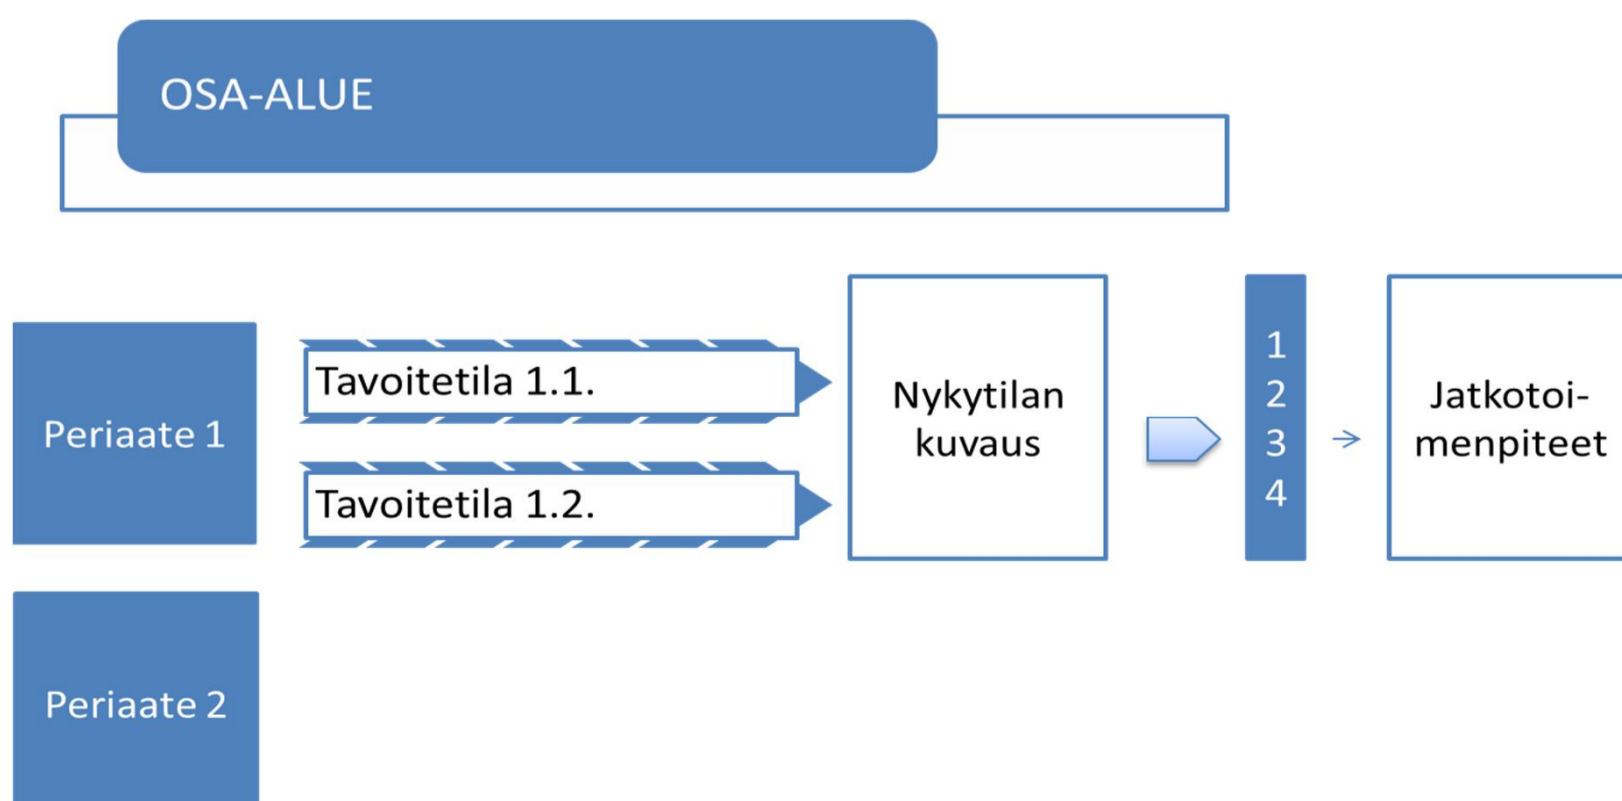 OSA-ALUE
Periaate 1
Tavoitetila 1.1.
Tavoitetila 1.2.
Nykytilan
kuvaus
1
2
3
4
Jatkotoi-
menpiteet
Periaate 2